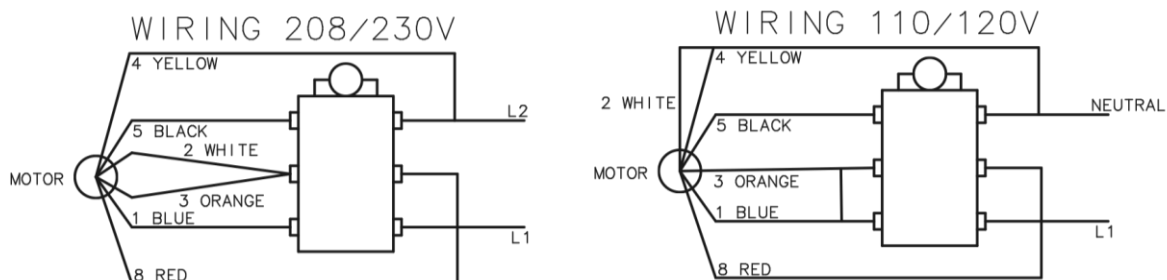 WIRING 208/230V
4 YELLOW
5 BLACK
2 WHITE
MOTOR
3 ORANGE
1 BLUE
8 RED
L2
L1
WIRING 110/120V
4 YELLOW
2 WHITE
5 BLACK
MOTOR
3 ORANGE
1 BLUE
8 RED
NEUTRAL
L1